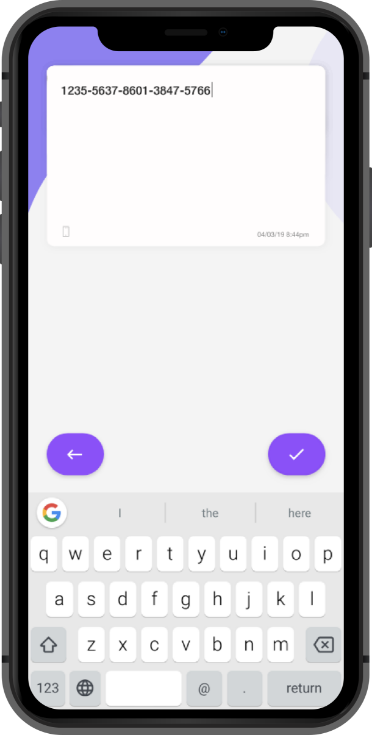 1235-5637-8601-3847-5766
04/03/19 8:44pm
G
I the here
q w e r t y u i o p
a s d f g h j k l
z x c v b n m
123 @ . return